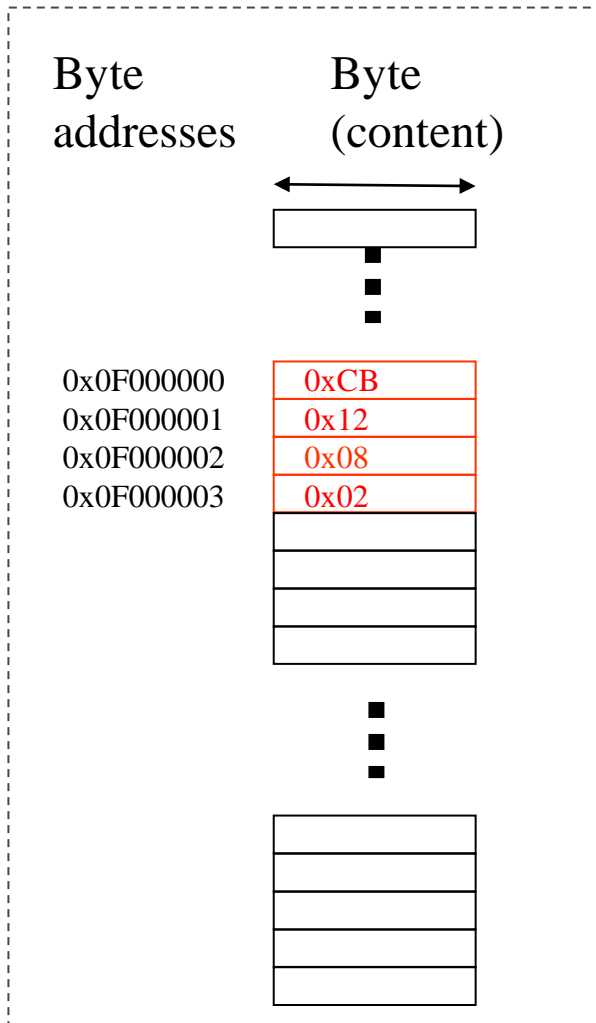 Byte addresses
Byte (content)
0x0F000000 0xCB
0x0F000001 0x12
0x0F000002 0x08
0x0F000003 0x02